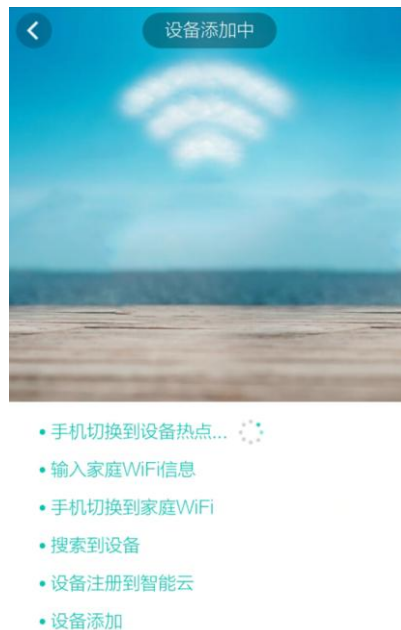 设备添加中
• 手机切换到设备热点...
• 输入家庭WiFi信息
• 手机切换到家庭WiFi
• 搜索到设备
• 设备注册到智能云
• 设备添加